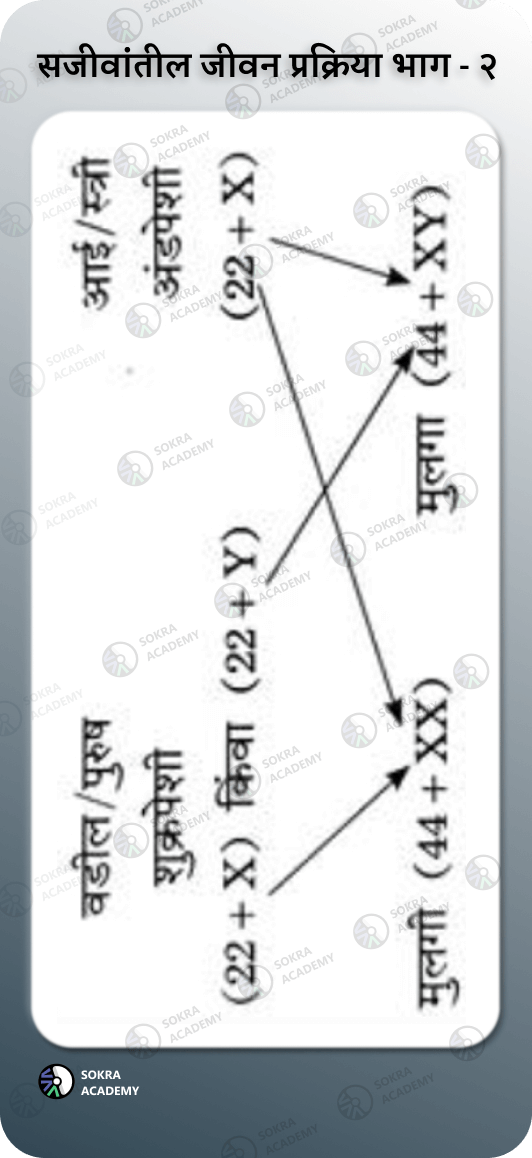 सजीवांतील जीवन प्रक्रिया भाग - २
वडील/पुरुष आई/स्त्री
शुक्रपेशी अंडपेशी
(22 + X) किंवा (22 + Y) (22 + X)
मुलगी (44 + XX) मुलगा (44 + XY)
SOKRA
ACADEMY